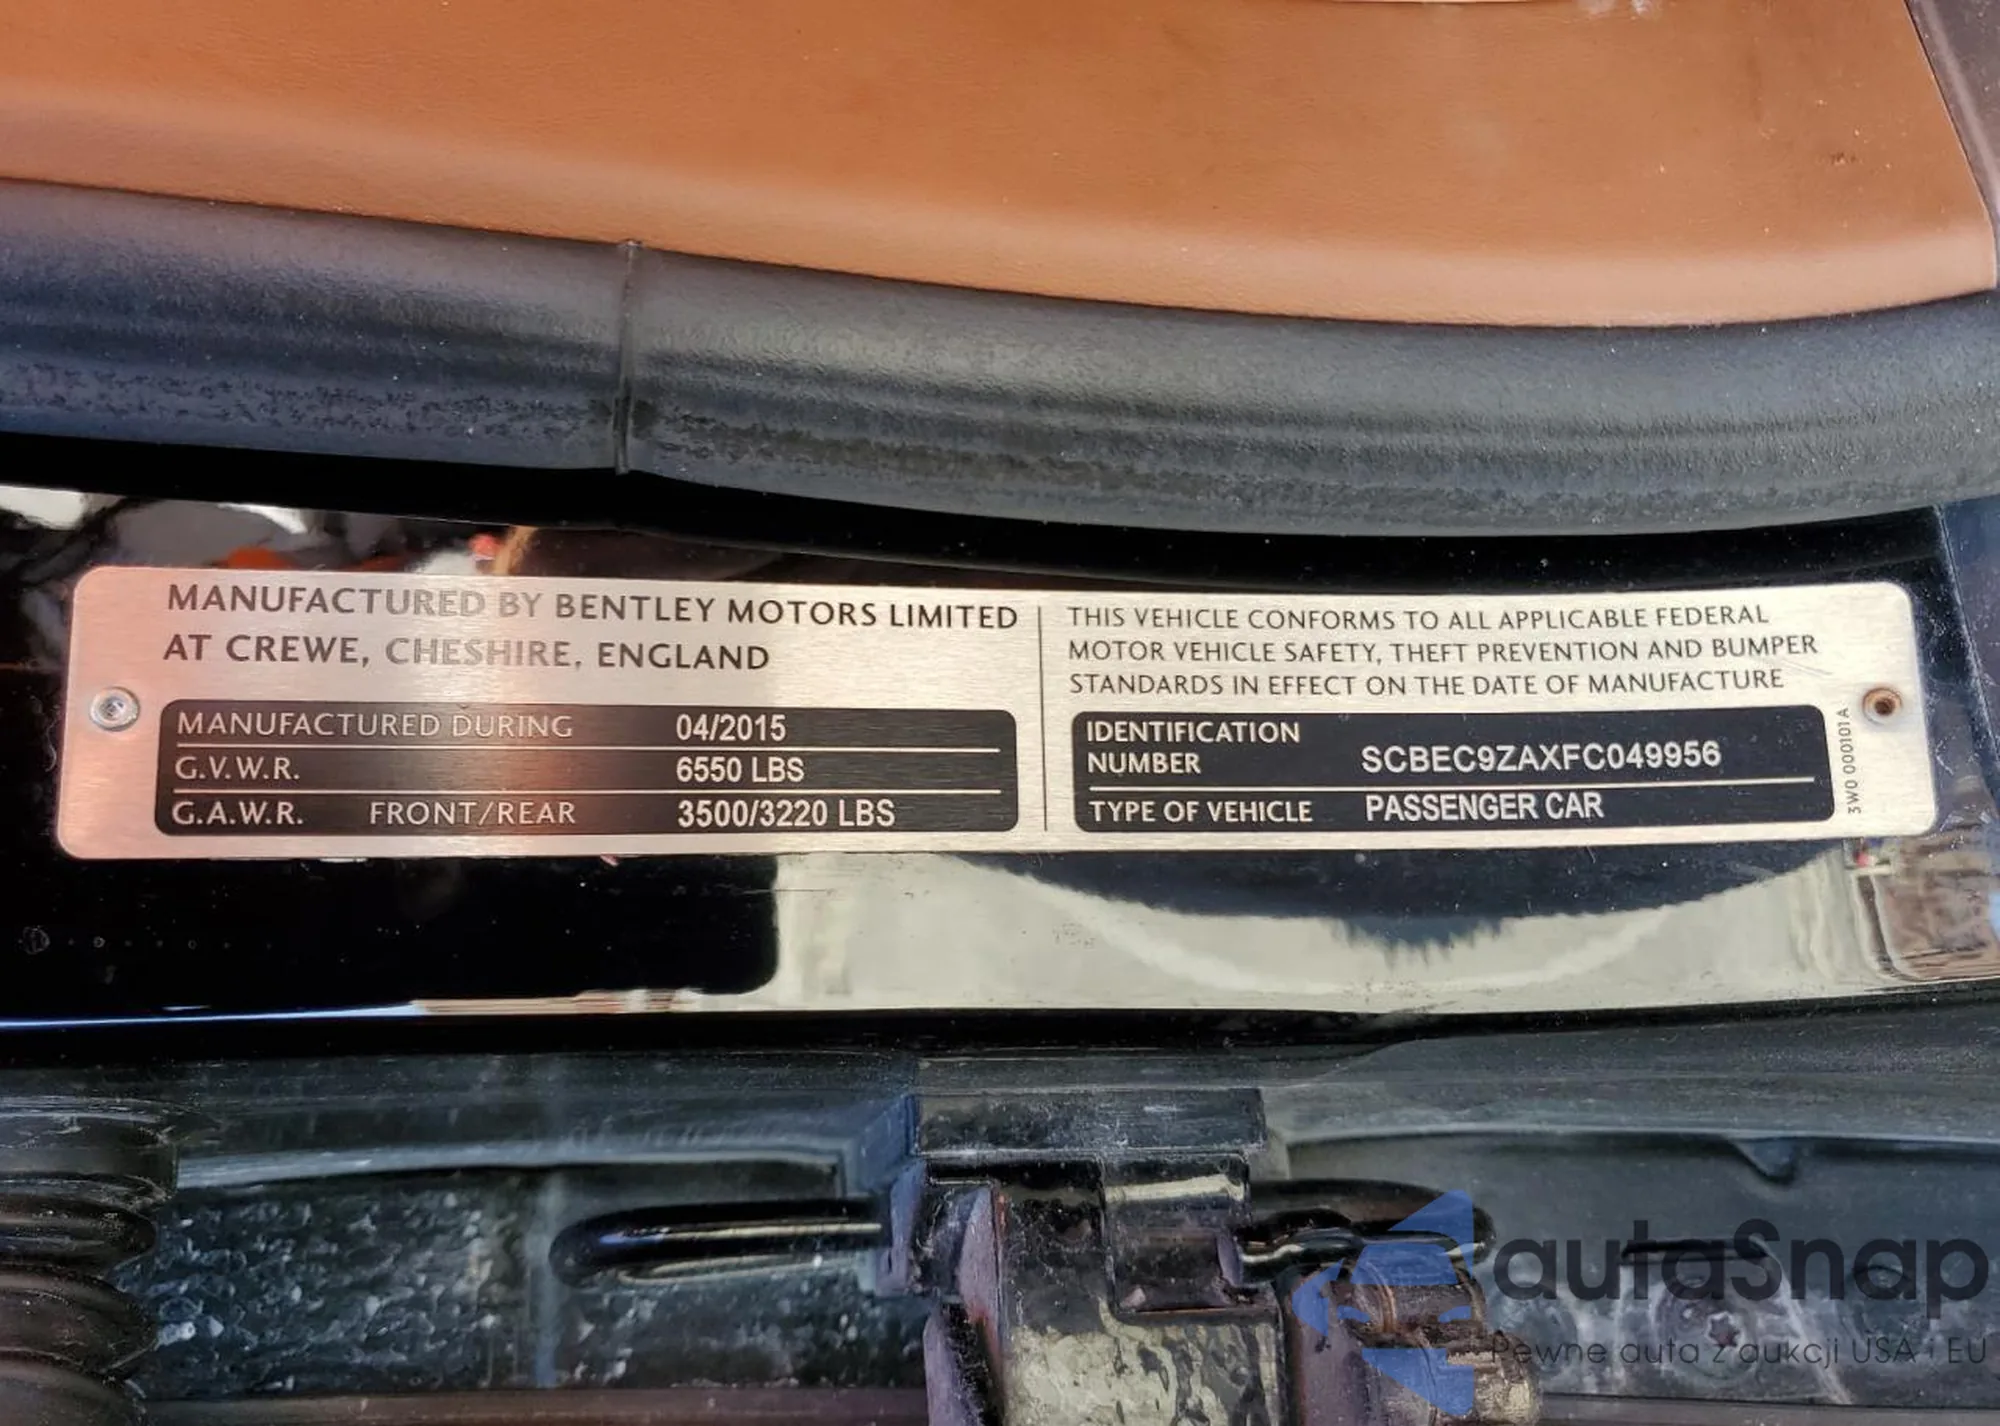 MANUFACTURED BY BENTLEY MOTORS LIMITED
AT CREWE, CHESHIRE, ENGLAND
MANUFACTURED DURING 04/2015
G.V.W.R. 6550 LBS
G.A.W.R. FRONT/REAR 3500/3220 LBS
THIS VEHICLE CONFORMS TO ALL APPLICABLE FEDERAL
MOTOR VEHICLE SAFETY, THEFT PREVENTION AND BUMPER
STANDARDS IN EFFECT ON THE DATE OF MANUFACTURE
IDENTIFICATION
NUMBER SCBEC9ZAXFC049956
TYPE OF VEHICLE PASSENGER CAR
3W0 000101 A
autaSnap
Pewne auta z aukcji USA i EU